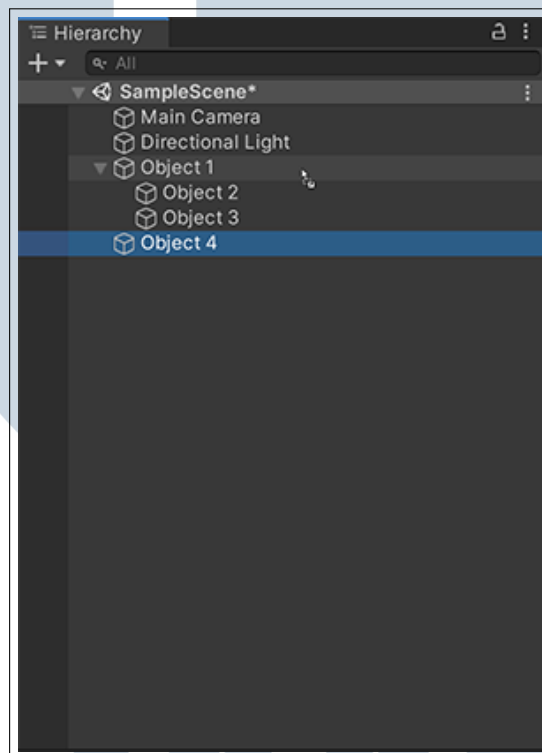 Hierarchy
All
SampleScene*
Main Camera
Directional Light
Object 1
Object 2
Object 3
Object 4